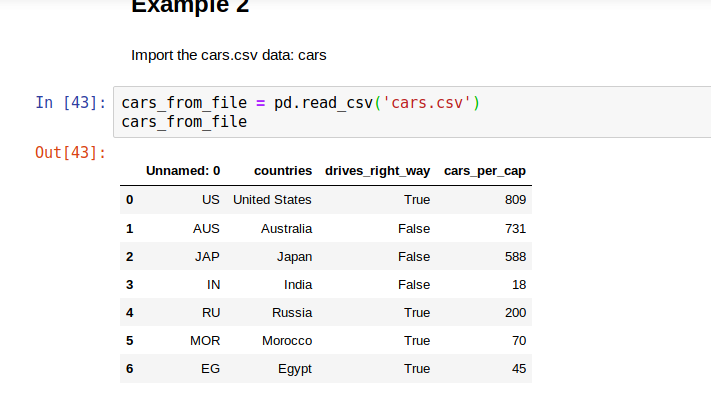 Example 2
Import the cars.csv data: cars
In [43]: cars_from_file = pd.read_csv('cars.csv')
cars_from_file
Out[43]:
Unnamed: 0 countries drives_right_way cars_per_cap
0 US United States True 809
1 AUS Australia False 731
2 JAP Japan False 588
3 IN India False 18
4 RU Russia True 200
5 MOR Morocco True 70
6 EG Egypt True 45